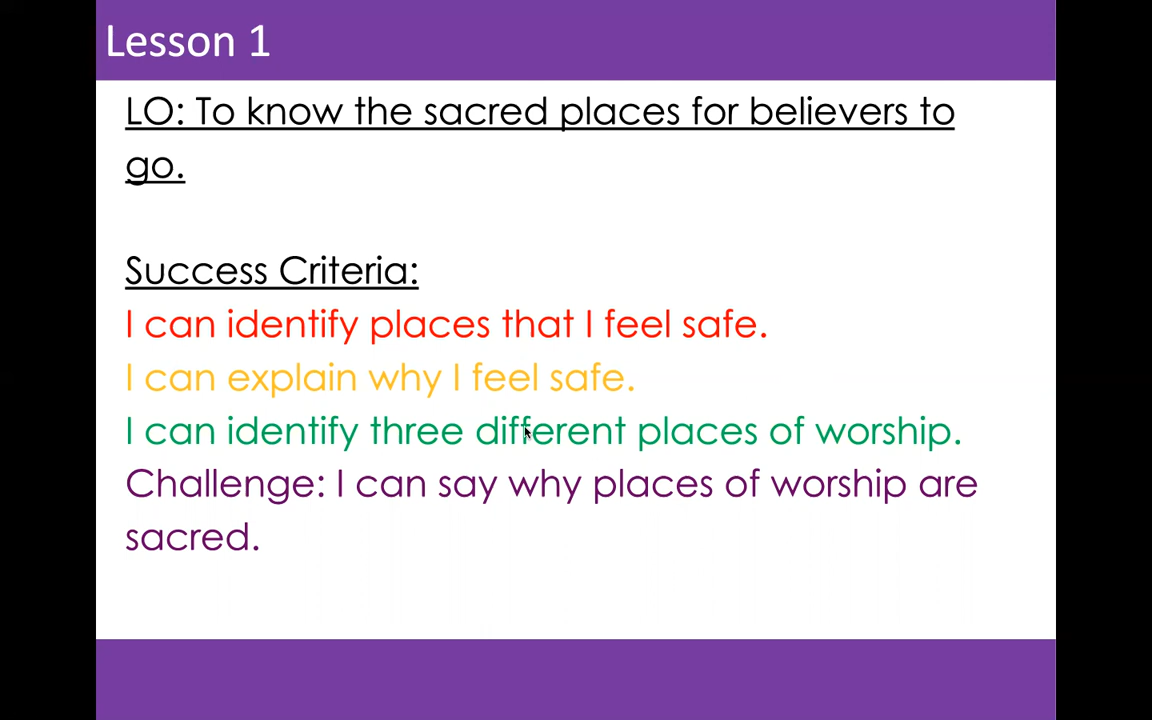 Lesson 1
LO: To know the sacred places for believers to
go.
Success Criteria:
I can identify places that I feel safe.
I can explain why I feel safe.
I can identify three different places of worship.
Challenge: I can say why places of worship are
sacred.